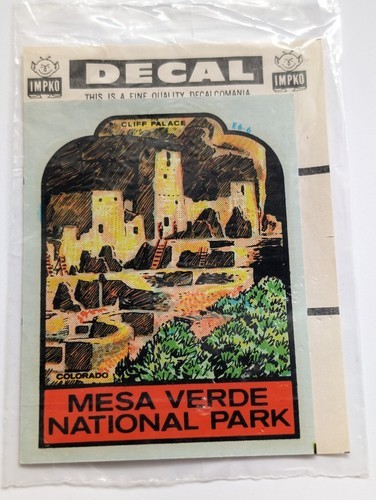 DECAL
IMPKO
IMPKO
THIS IS A FINE QUALITY DECALCOMANIA
CLIFF PALACE
COLORADO
MESA VERDE
NATIONAL PARK